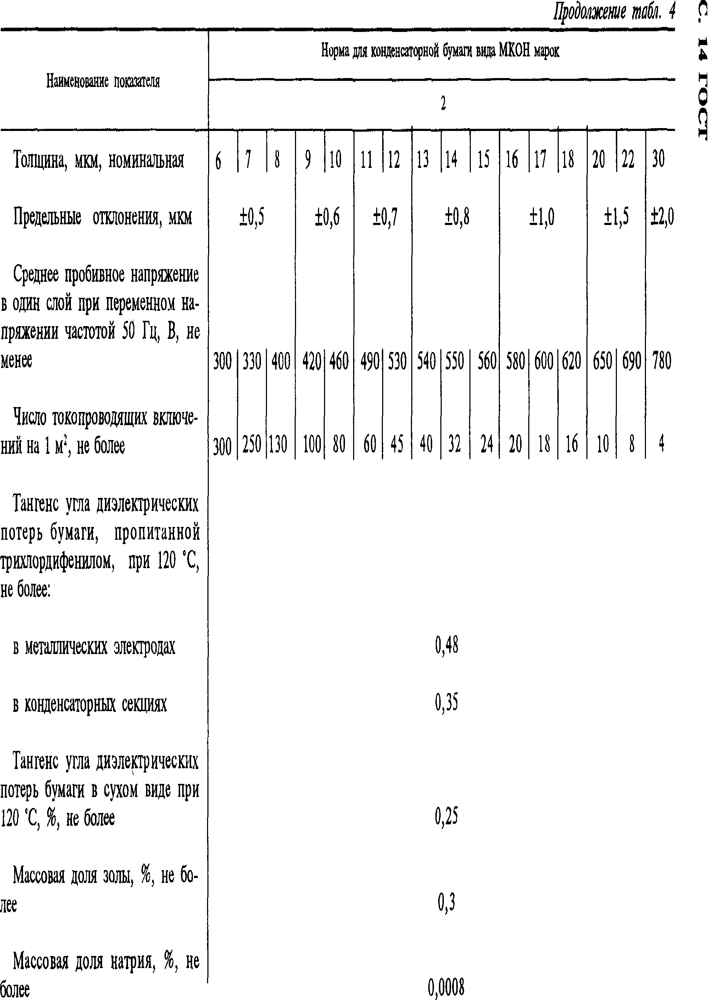 Продолжение табл. 4
С. 14 ГОСТ
Норма для конденсаторной бумаги вида МКОН марок
Наименование показателя
2
Толщина, мкм, номинальная 6 7 8 9 10 11 12 13 14 15 16 17 18 20 22 30
Предельные отклонения, мкм ±0,5 ±0,6 ±0,7 ±0,8 ±1,0 ±1,5 ±2,0
Среднее пробивное напряжение
в один слой при переменном на-
пряжении частотой 50 Гц, В, не
менее 300 330 400 420 460 490 530 540 550 560 580 600 620 650 690 780
Число токопроводящих включе-
ний на 1 м², не более 300 250 130 100 80 60 45 40 32 24 20 18 16 10 8 4
Тангенс угла диэлектрических
потерь бумаги, пропитанной
трихлордифенилом, при 120 °С,
не более:
в металлических электродах 0,48
в конденсаторных секциях 0,35
Тангенс угла диэлектрических
потерь бумаги в сухом виде при
120 °С, %, не более 0,25
Массовая доля золы, %, не бо-
лее 0,3
Массовая доля натрия, %, не
более 0,0008